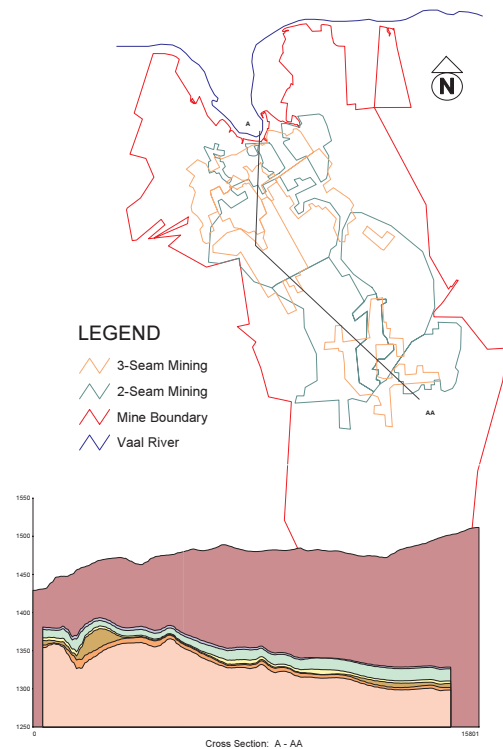 A
N
LEGEND
3-Seam Mining
2-Seam Mining
Mine Boundary
Vaal River
AA
1550
1500
1450
1400
1350
1300
1250
0
15801
Cross Section: A - AA